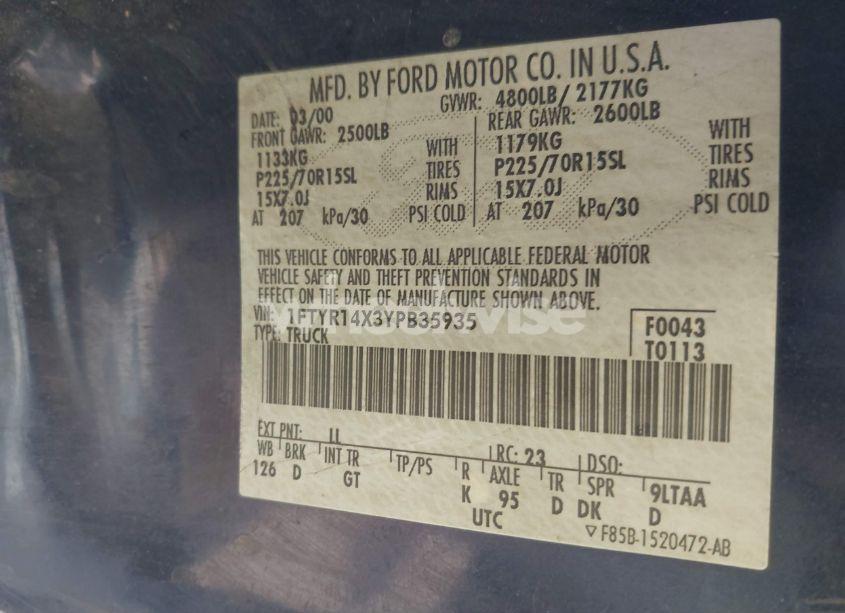 MFD. BY FORD MOTOR CO. IN U.S.A.
DATE: 03/00 GVWR: 4800LB/ 2177KG
FRONT GAWR: 2500LB REAR GAWR: 2600LB
1133KG WITH 1179KG WITH
P225/70R15SL TIRES P225/70R15SL TIRES
15X7.0J RIMS 15X7.0J RIMS
AT 207 kPa/30 PSI COLD AT 207 kPa/30 PSI COLD
THIS VEHICLE CONFORMS TO ALL APPLICABLE FEDERAL MOTOR
VEHICLE SAFETY AND THEFT PREVENTION STANDARDS IN
EFFECT ON THE DATE OF MANUFACTURE SHOWN ABOVE.
VIN: 1FTYR14X3YPB35935 F0043
TYPE: TRUCK T0113
EXT PNT: LL RC: 23 DSO:
WB BRK INT TR TP/PS R AXLE TR SPR 9LTAA
126 D GT K 95 D DK D
UTC
▽F85B-1520472-AB